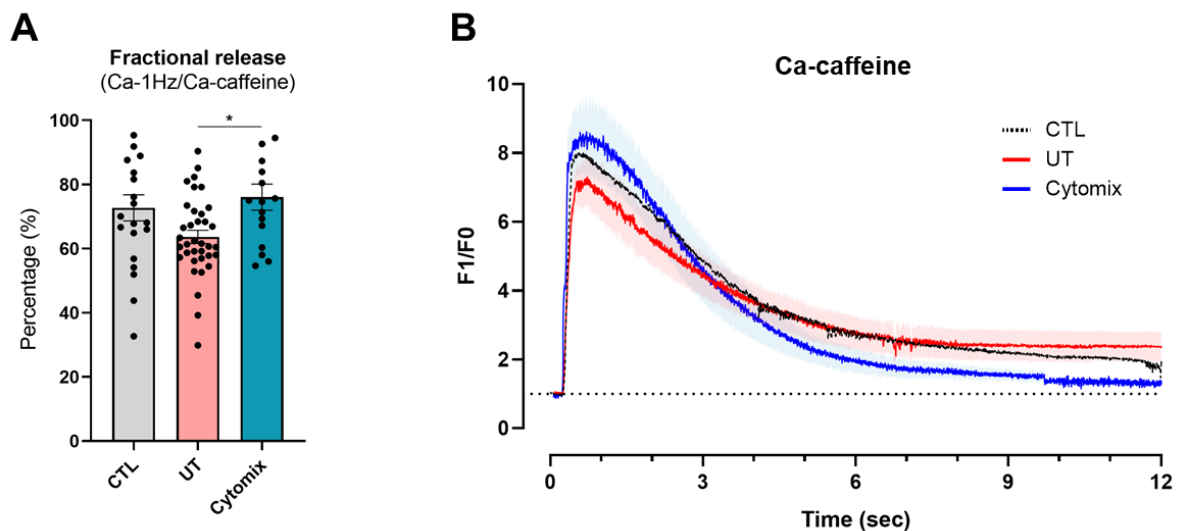 A
Fractional release
(Ca-1Hz/Ca-caffeine)
*
Percentage (%)
100
80
60
40
20
0
CTL
UT
Cytomix
B
Ca-caffeine
CTL
UT
Cytomix
F1/F0
10
8
6
4
2
0
0
3
6
9
12
Time (sec)